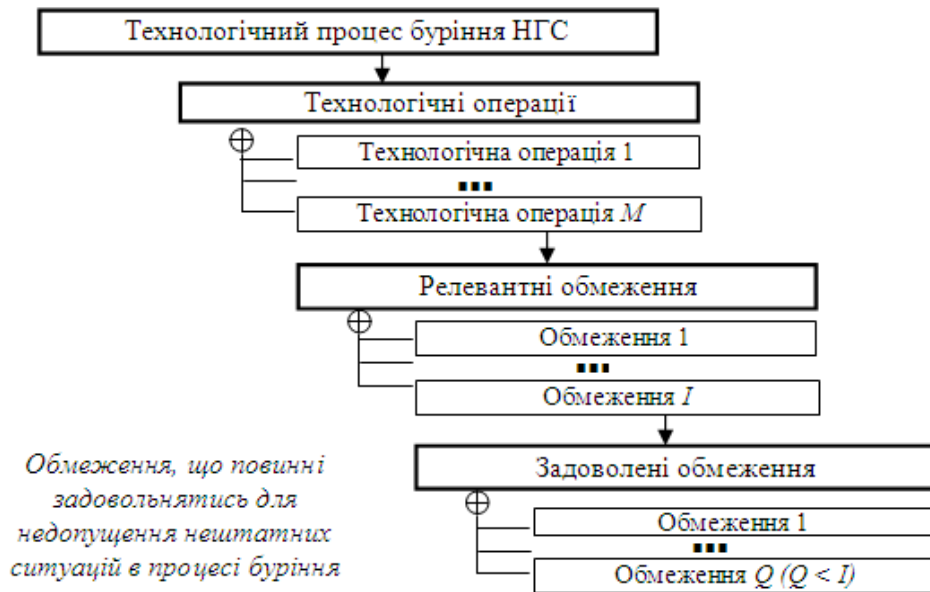 Технологічний процес буріння НГС
Технологічні операції
Технологічна операція 1
...
Технологічна операція M
Релевантні обмеження
Обмеження 1
...
Обмеження I
Задоволені обмеження
Обмеження 1
...
Обмеження Q (Q < I)
Обмеження, що повинні
задовольнятись для
недопущення нештатних
ситуацій в процесі буріння